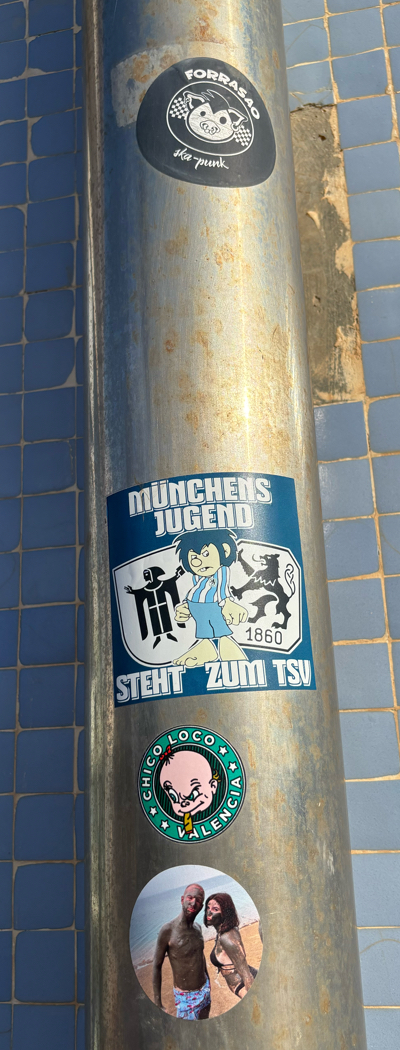 FORRASAO
ska-punk
MÜNCHENS
JUGEND
1860
STEHT ZUM TSV
CHICO LOCO
VALENCIA